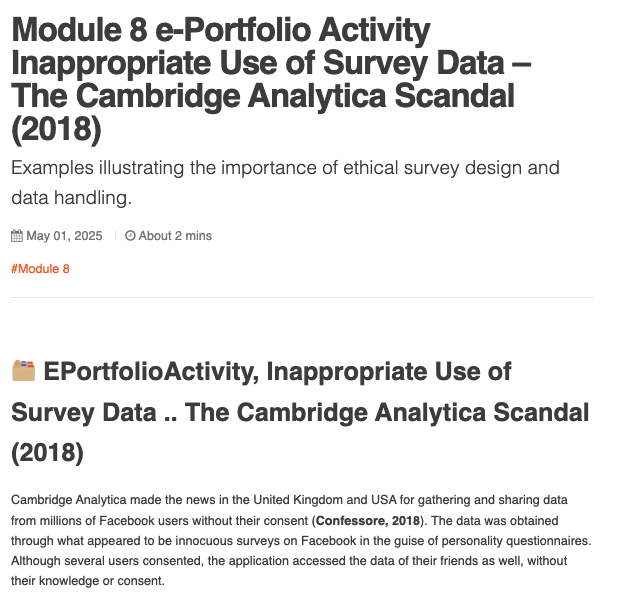 Module 8 e-Portfolio Activity
Inappropriate Use of Survey Data –
The Cambridge Analytica Scandal
(2018)
Examples illustrating the importance of ethical survey design and
data handling.
May 01, 2025 | About 2 mins
#Module 8
EPortfolioActivity, Inappropriate Use of
Survey Data .. The Cambridge Analytica Scandal
(2018)
Cambridge Analytica made the news in the United Kingdom and USA for gathering and sharing data
from millions of Facebook users without their consent (Confessore, 2018). The data was obtained
through what appeared to be innocuous surveys on Facebook in the guise of personality questionnaires.
Although several users consented, the application accessed the data of their friends as well, without
their knowledge or consent.